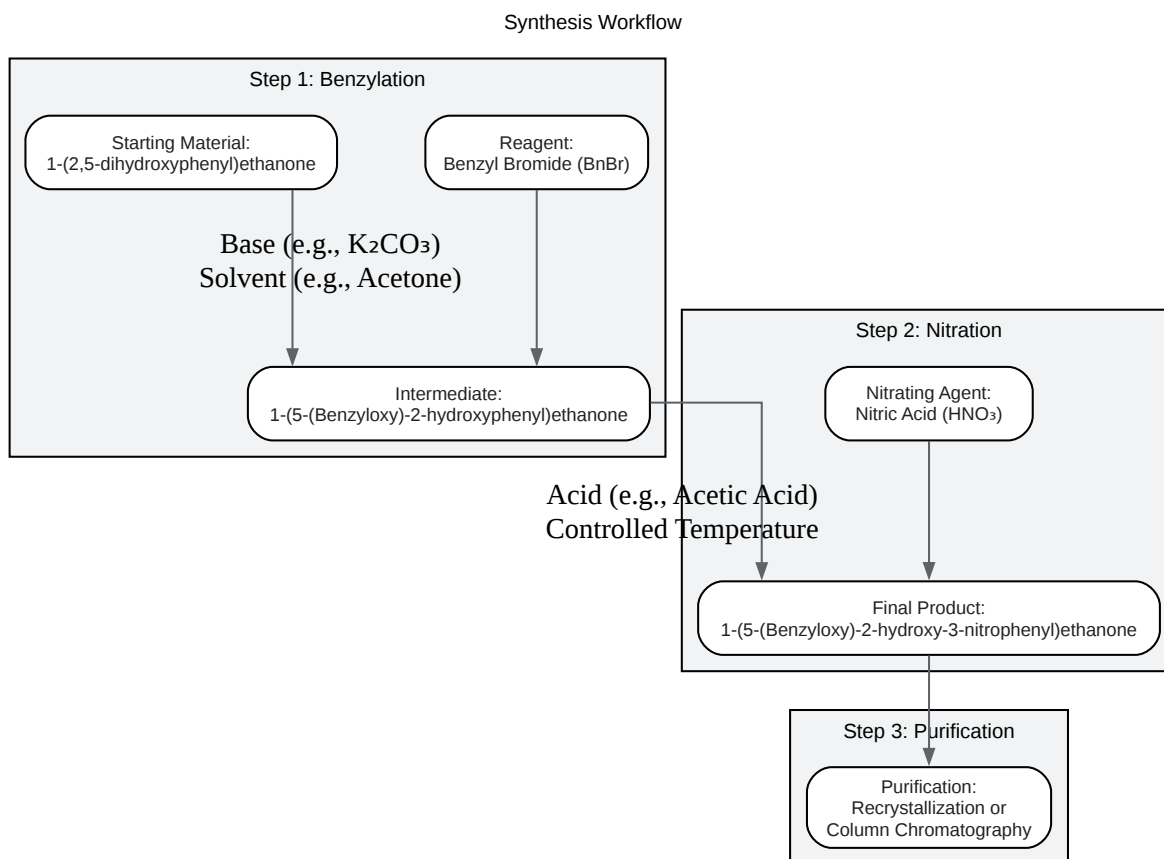 Synthesis Workflow
Step 1: Benzylation
Starting Material:
1-(2,5-dihydroxyphenyl)ethanone
Reagent:
Benzyl Bromide (BnBr)
Base (e.g., K₂CO₃)
Solvent (e.g., Acetone)
Intermediate:
1-(5-(Benzyloxy)-2-hydroxyphenyl)ethanone
Step 2: Nitration
Nitrating Agent:
Nitric Acid (HNO₃)
Acid (e.g., Acetic Acid)
Controlled Temperature
Final Product:
1-(5-(Benzyloxy)-2-hydroxy-3-nitrophenyl)ethanone
Step 3: Purification
Purification:
Recrystallization or
Column Chromatography